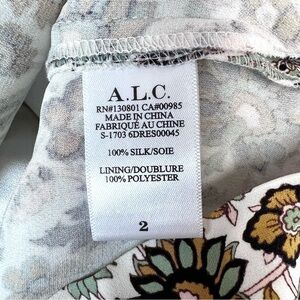 A.L.C.
RN#130801 CA#00985
MADE IN CHINA
FABRIQUÉ AU CHINE
S-1703 6DRES00045
100% SILK/SOIE
LINING/DOUBLURE
100% POLYESTER
2